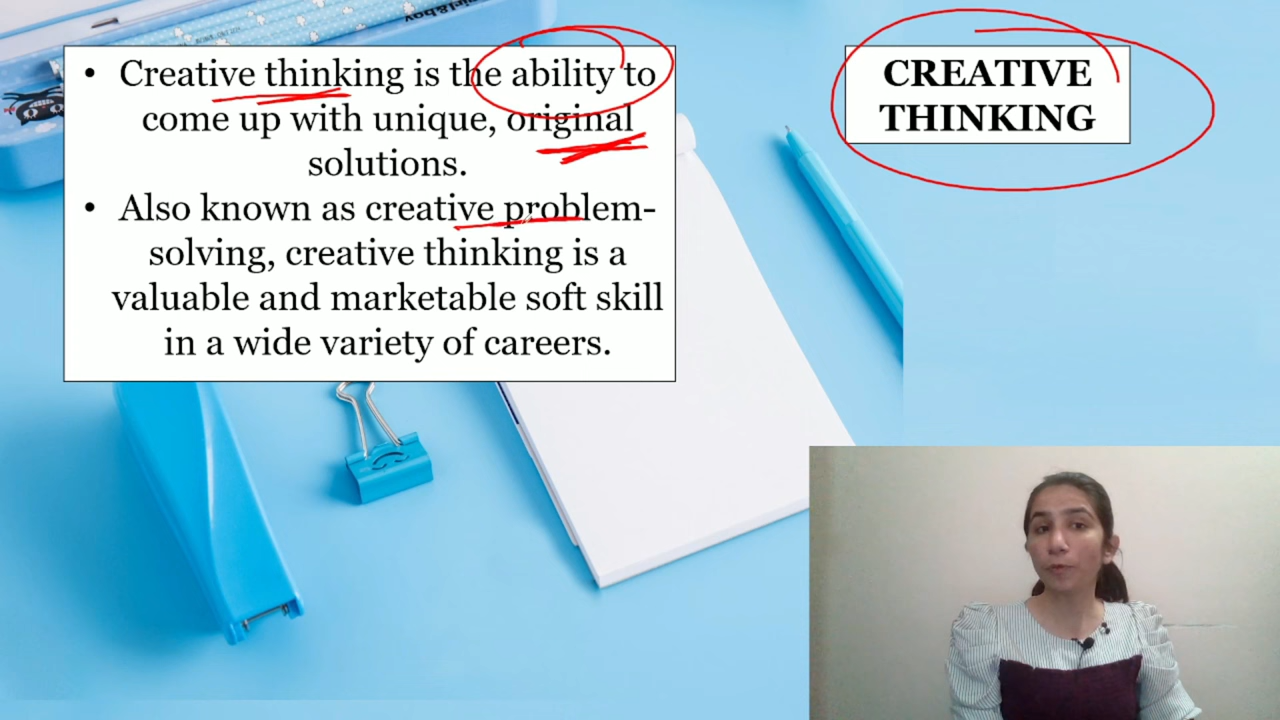 • Creative thinking is the ability to
come up with unique, original
solutions.
• Also known as creative problem-
solving, creative thinking is a
valuable and marketable soft skill
in a wide variety of careers.
CREATIVE
THINKING